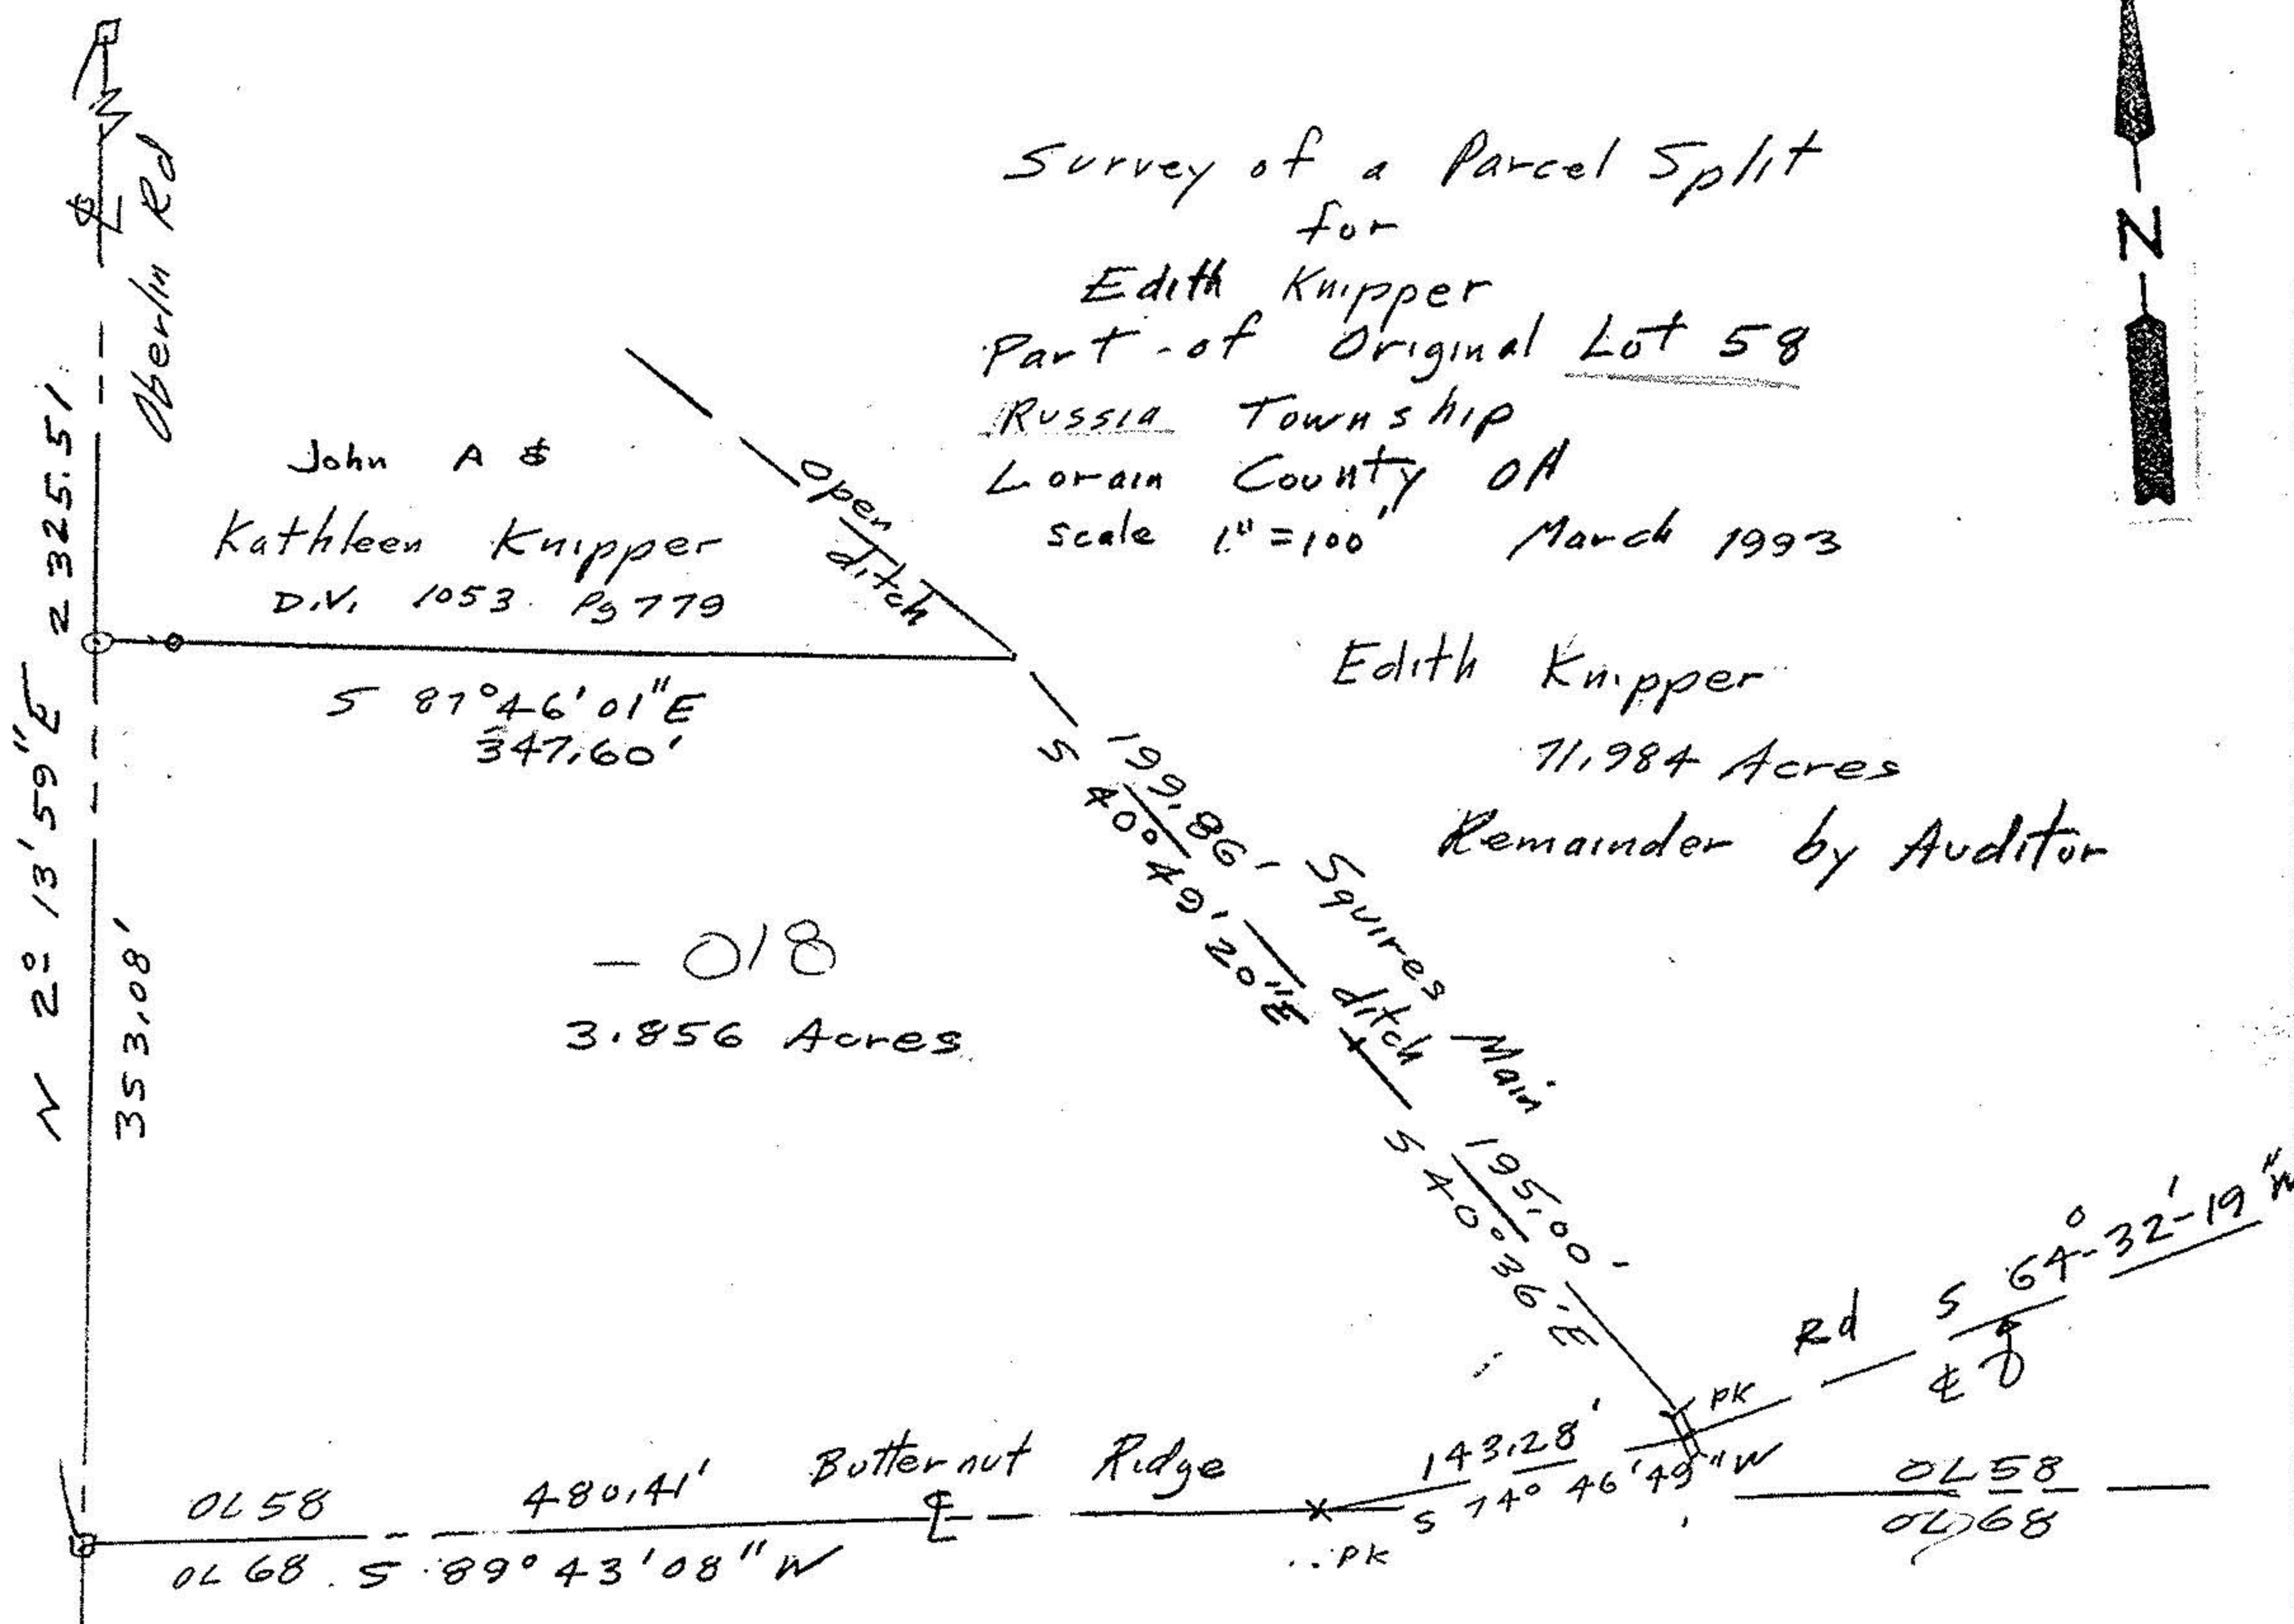 Survey of a Parcel Split
for
Edith Knipper
Part of Original Lot 58
Russia Township
Lorain County OH
scale 1" = 100' March 1993
N
℄
Oberlin Rd
N 2° 13' 59" E 2325.51'
353.08'
John A &
Kathleen Knipper
D.V. 1053 Pg 779
S 87° 46' 01" E
347.60'
open
ditch
Edith Knipper
71.984 Acres
Remainder by Auditor
199.86'
S 40° 49' 20" E
Squires Main
ditch
- 018
3.856 Acres
195.00'
S 40° 36' E
PK
Rd S 64°-32'-19" W
℄
OL 58 480.41' Butternut Ridge
℄
143.28'
S 74° 46' 49" W
OL 58
OL 68
OL 68 S 89° 43' 08" W
PK